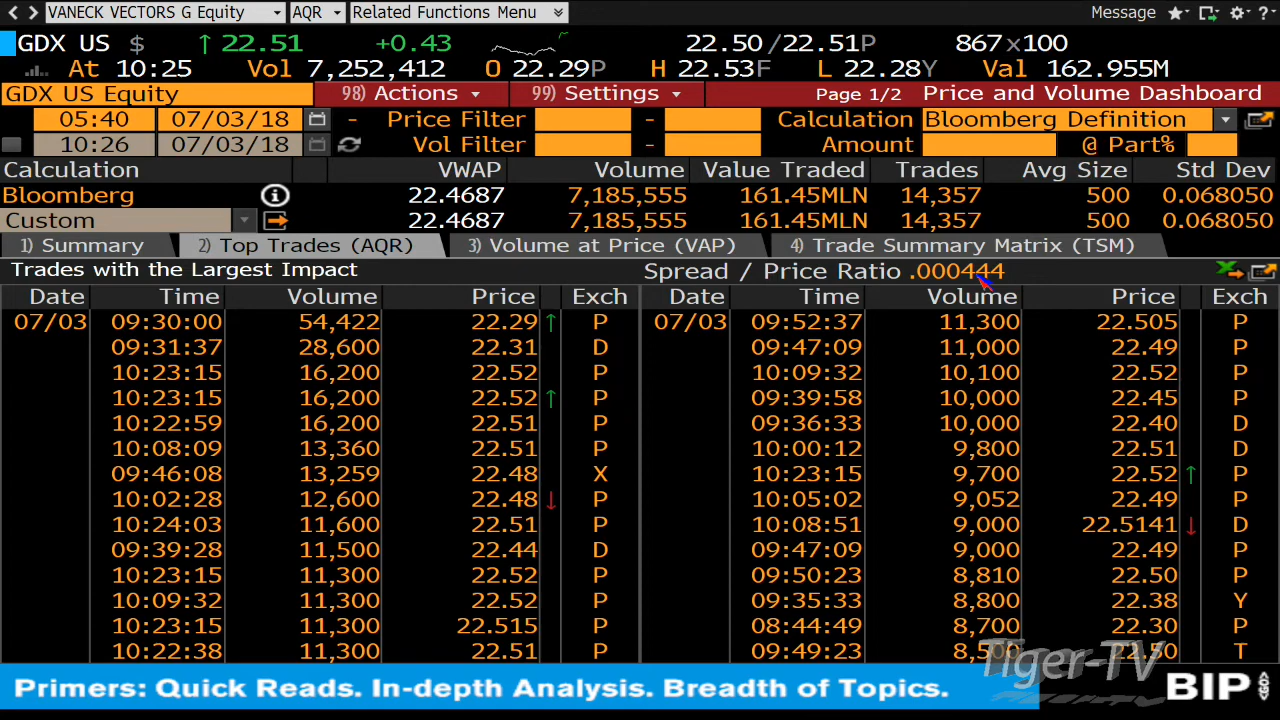 VANECK VECTORS G Equity AQR Related Functions Menu Message ?
GDX US $ ↑ 22.51 +0.43 22.50 /22.51P 867 x 100
At 10:25 Vol 7,252,412 O 22.29P H 22.53F L 22.28Y Val 162.955M
GDX US Equity 98) Actions 99) Settings Page 1/2 Price and Volume Dashboard
05:40 07/03/18 - Price Filter - Calculation Bloomberg Definition
10:26 07/03/18 Vol Filter - Amount @ Part%
Calculation VWAP Volume Value Traded Trades Avg Size Std Dev
Bloomberg 22.4687 7,185,555 161.45MLN 14,357 500 0.068050
Custom 22.4687 7,185,555 161.45MLN 14,357 500 0.068050
1) Summary 2) Top Trades (AQR) 3) Volume at Price (VAP) 4) Trade Summary Matrix (TSM)
Trades with the Largest Impact Spread / Price Ratio .000444
Date Time Volume Price Exch Date Time Volume Price Exch
07/03 09:30:00 54,422 22.29 ↑ P 07/03 09:52:37 11,300 22.505 P
09:31:37 28,600 22.31 D 09:47:09 11,000 22.49 P
10:23:15 16,200 22.52 P 10:09:32 10,100 22.52 P
10:23:15 16,200 22.52 ↑ P 09:39:58 10,000 22.45 P
10:22:59 16,200 22.51 P 09:36:33 10,000 22.40 D
10:08:09 13,360 22.51 P 10:00:12 9,800 22.51 D
09:46:08 13,259 22.48 X 10:23:15 9,700 22.52 ↑ P
10:02:28 12,600 22.48 ↓ P 10:05:02 9,052 22.49 P
10:24:03 11,600 22.51 P 10:08:51 9,000 22.5141 ↓ D
09:39:28 11,500 22.44 D 09:47:09 9,000 22.49 P
10:23:15 11,300 22.52 P 09:50:23 8,810 22.50 P
10:09:32 11,300 22.52 P 09:35:33 8,800 22.38 Y
10:23:15 11,300 22.515 P 08:44:49 8,700 22.30 P
10:22:38 11,300 22.51 P 09:49:23 8,500 22.50 T
Tiger-TV
Primers: Quick Reads. In-depth Analysis. Breadth of Topics. BIP <GO>